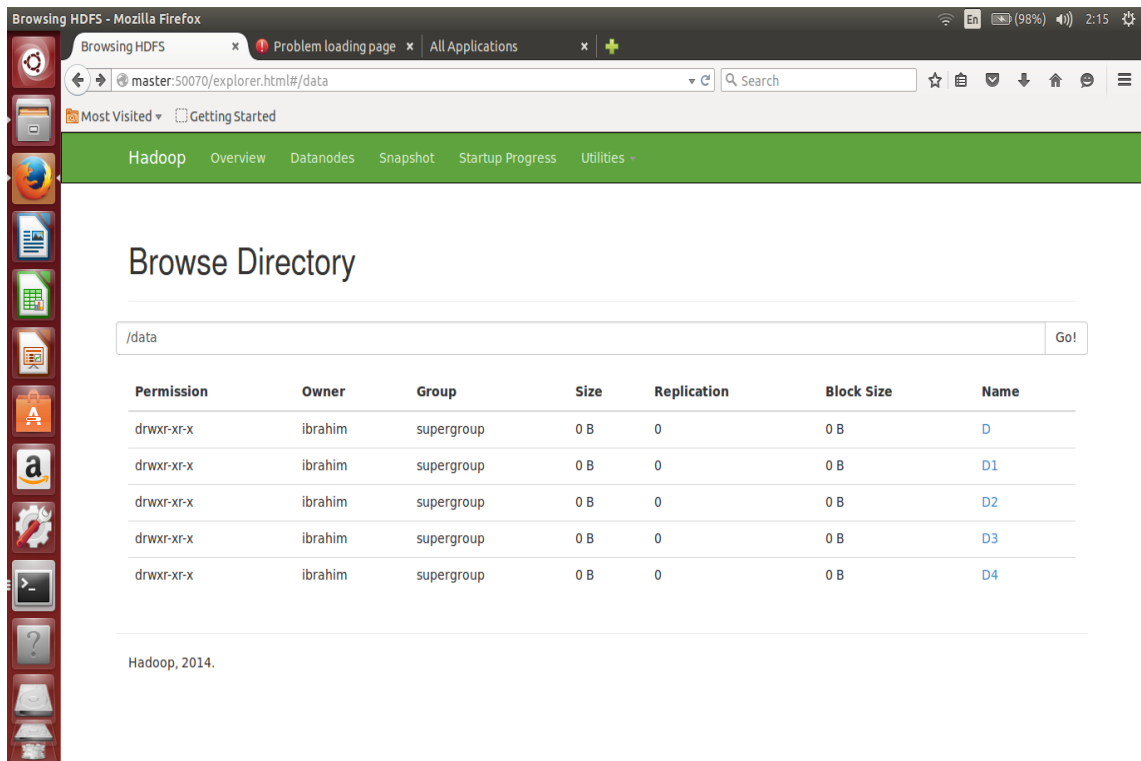 Browsing HDFS - Mozilla Firefox En (98%) 2:15
Browsing HDFS × Problem loading page × All Applications ×
master:50070/explorer.html#/data Search
Most Visited Getting Started
Hadoop Overview Datanodes Snapshot Startup Progress Utilities
Browse Directory
/data Go!
Permission Owner Group Size Replication Block Size Name
drwxr-xr-x ibrahim supergroup 0 B 0 0 B D
drwxr-xr-x ibrahim supergroup 0 B 0 0 B D1
drwxr-xr-x ibrahim supergroup 0 B 0 0 B D2
drwxr-xr-x ibrahim supergroup 0 B 0 0 B D3
drwxr-xr-x ibrahim supergroup 0 B 0 0 B D4
Hadoop, 2014.